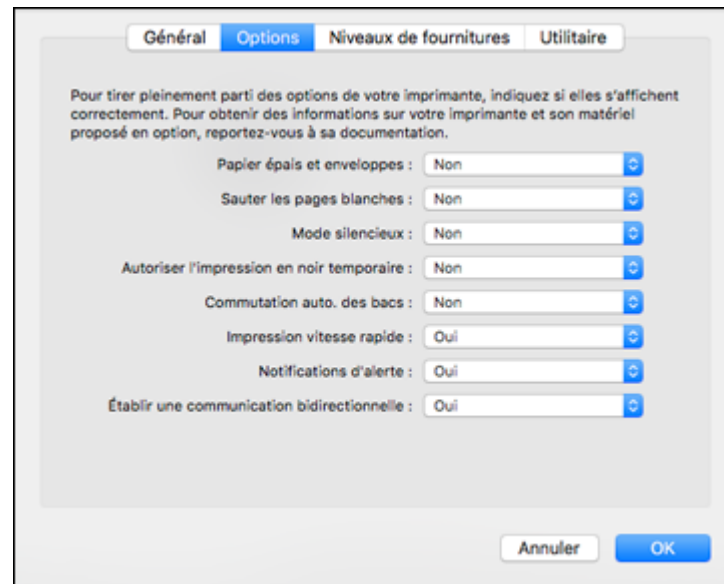 Général Options Niveaux de fournitures Utilitaire
Pour tirer pleinement parti des options de votre imprimante, indiquez si elles s'affichent
correctement. Pour obtenir des informations sur votre imprimante et son matériel
proposé en option, reportez-vous à sa documentation.
Papier épais et enveloppes : Non
Sauter les pages blanches : Non
Mode silencieux : Non
Autoriser l'impression en noir temporaire : Non
Commutation auto. des bacs : Non
Impression vitesse rapide : Oui
Notifications d'alerte : Oui
Établir une communication bidirectionnelle : Oui
Annuler OK